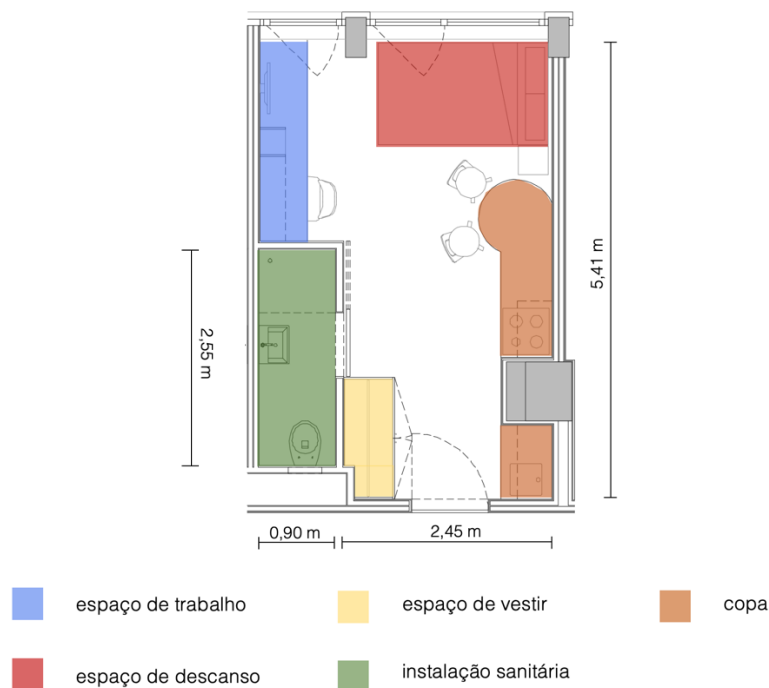 5,41 m
2,55 m
0,90 m
2,45 m
espaço de trabalho
espaço de vestir
copa
espaço de descanso
instalação sanitária